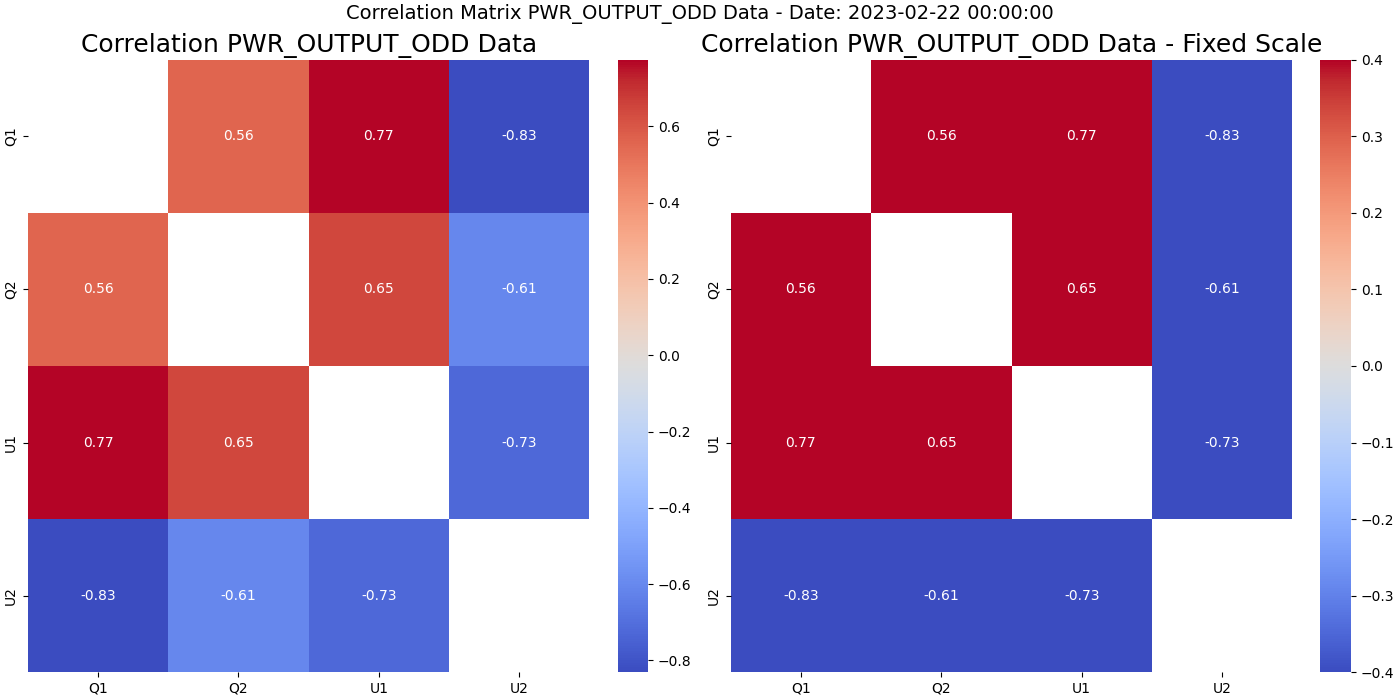 Correlation Matrix PWR_OUTPUT_ODD Data - Date: 2023-02-22 00:00:00
Correlation PWR_OUTPUT_ODD Data
Q1
0.56
0.77
-0.83
Q2
0.56
0.65
-0.61
U1
0.77
0.65
-0.73
U2
-0.83
-0.61
-0.73
Q1
Q2
U1
U2
0.6
0.4
0.2
0.0
−0.2
−0.4
−0.6
−0.8
Correlation PWR_OUTPUT_ODD Data - Fixed Scale
Q1
0.56
0.77
-0.83
Q2
0.56
0.65
-0.61
U1
0.77
0.65
-0.73
U2
-0.83
-0.61
-0.73
Q1
Q2
U1
U2
0.4
0.3
0.2
0.1
0.0
−0.1
−0.2
−0.3
−0.4